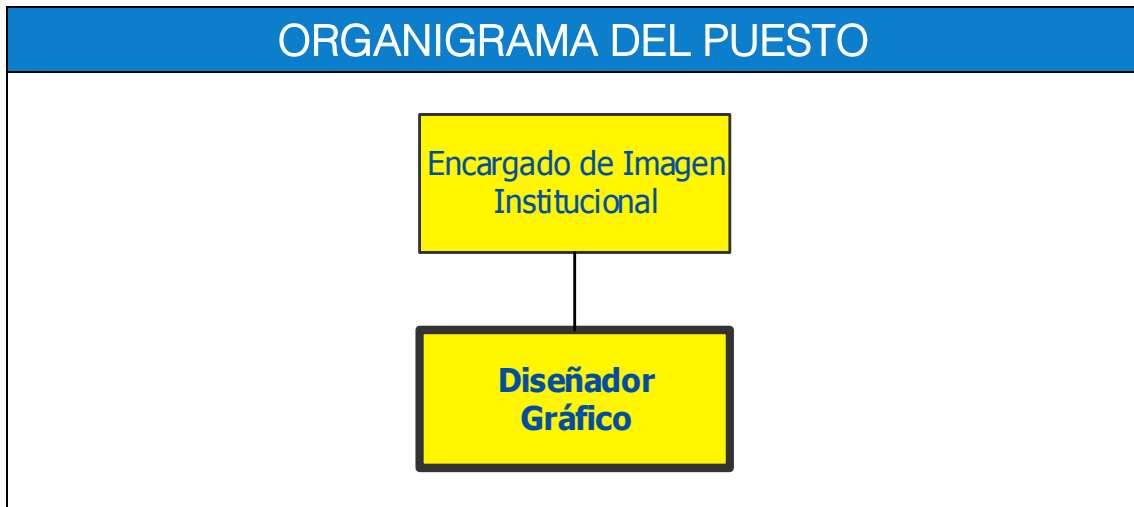 ORGANIGRAMA DEL PUESTO
Encargado de Imagen
Institucional
Diseñador
Gráfico